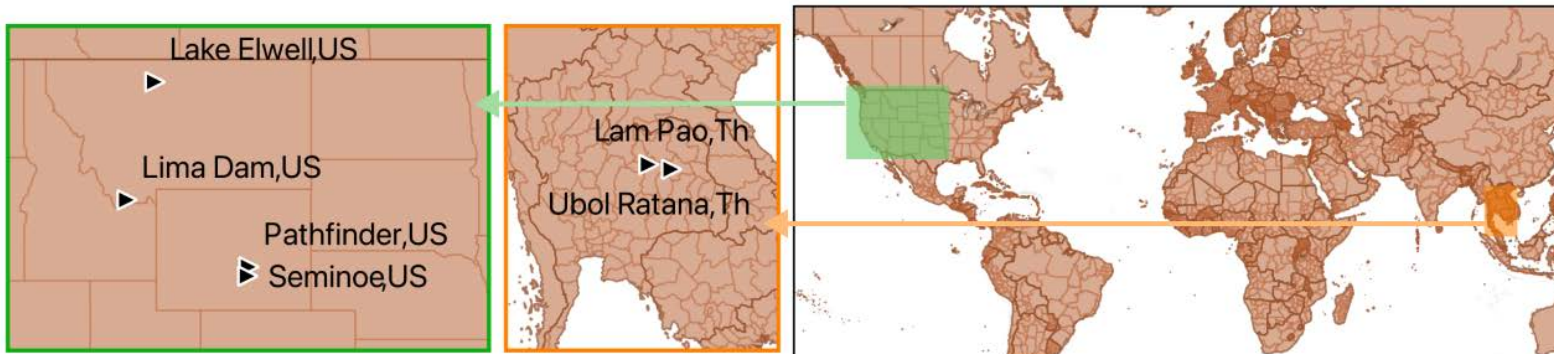 Lake Elwell,US
Lima Dam,US
Pathfinder,US
Seminoe,US
Lam Pao,Th
Ubol Ratana,Th